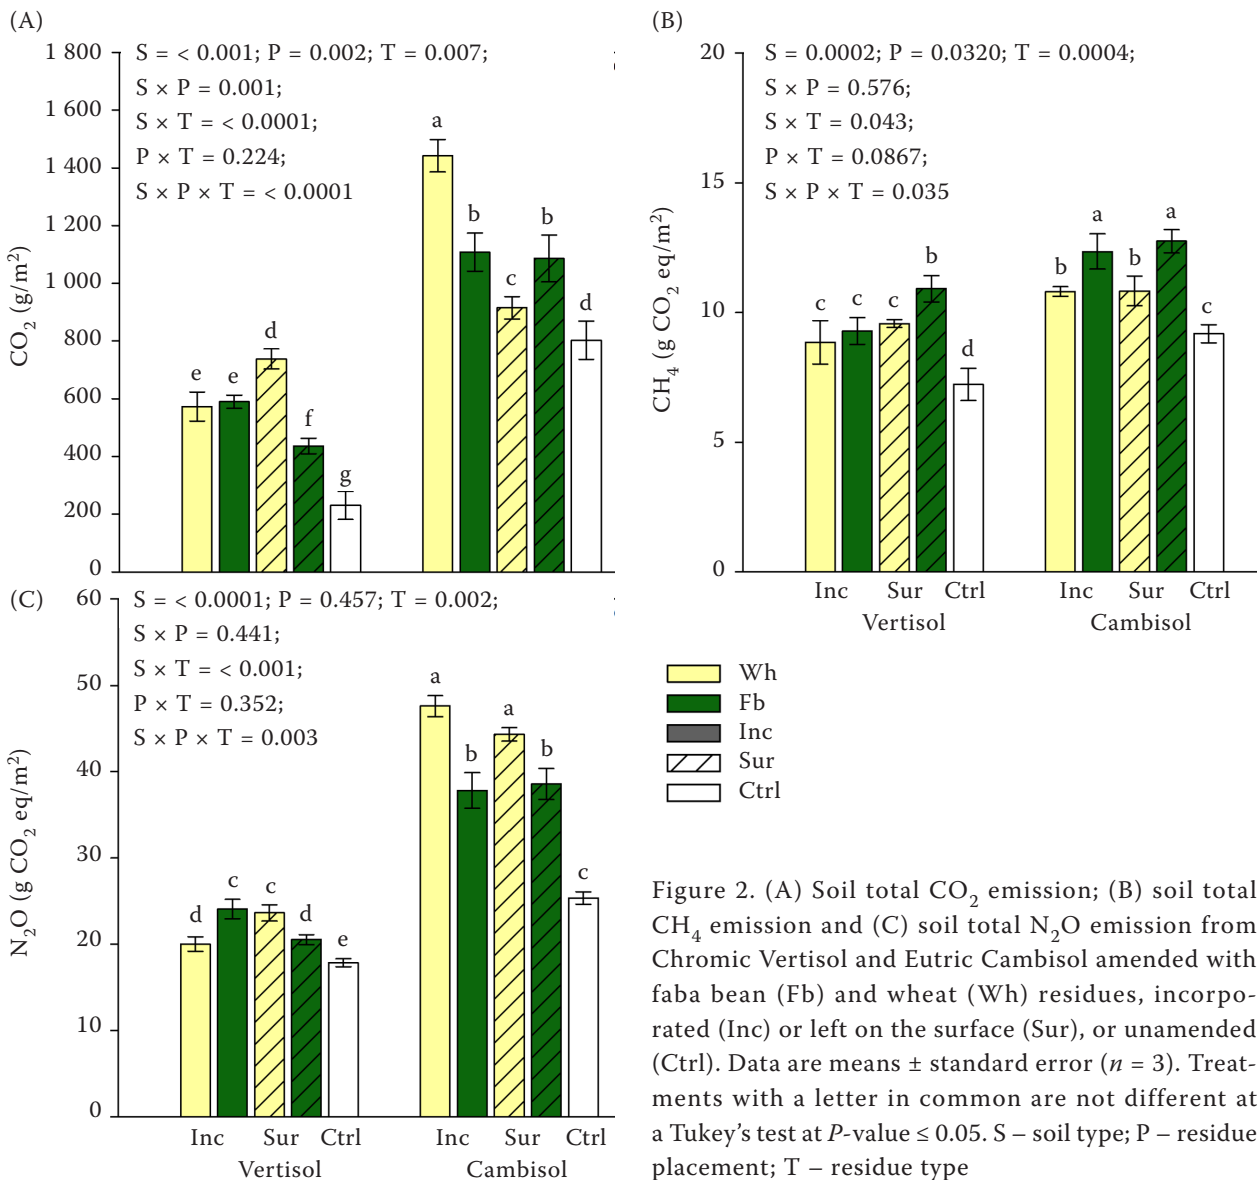 (A)
S = < 0.001; P = 0.002; T = 0.007;
S × P = 0.001;
S × T = < 0.0001;
P × T = 0.224;
S × P × T = < 0.0001
1 800
1 600
1 400
1 200
1 000
800
600
400
200
0
CO₂ (g/m²)
e e d f g
a b c b d
(B)
S = 0.0002; P = 0.0320; T = 0.0004;
S × P = 0.576;
S × T = 0.043;
P × T = 0.0867;
S × P × T = 0.035
20
15
10
5
0
CH₄ (g CO₂ eq/m²)
c c c b d
b a b a c
Inc Sur Ctrl Inc Sur Ctrl
Vertisol Cambisol
(C)
S = < 0.0001; P = 0.457; T = 0.002;
S × P = 0.441;
S × T = < 0.001;
P × T = 0.352;
S × P × T = 0.003
60
50
40
30
20
10
0
N₂O (g CO₂ eq/m²)
d c c d e
a b a b c
Inc Sur Ctrl Inc Sur Ctrl
Vertisol Cambisol
Wh
Fb
Inc
Sur
Ctrl
Figure 2. (A) Soil total CO₂ emission; (B) soil total
CH₄ emission and (C) soil total N₂O emission from
Chromic Vertisol and Eutric Cambisol amended with
faba bean (Fb) and wheat (Wh) residues, incorpo-
rated (Inc) or left on the surface (Sur), or unamended
(Ctrl). Data are means ± standard error (n = 3). Treat-
ments with a letter in common are not different at
a Tukey's test at P-value ≤ 0.05. S – soil type; P – residue
placement; T – residue type